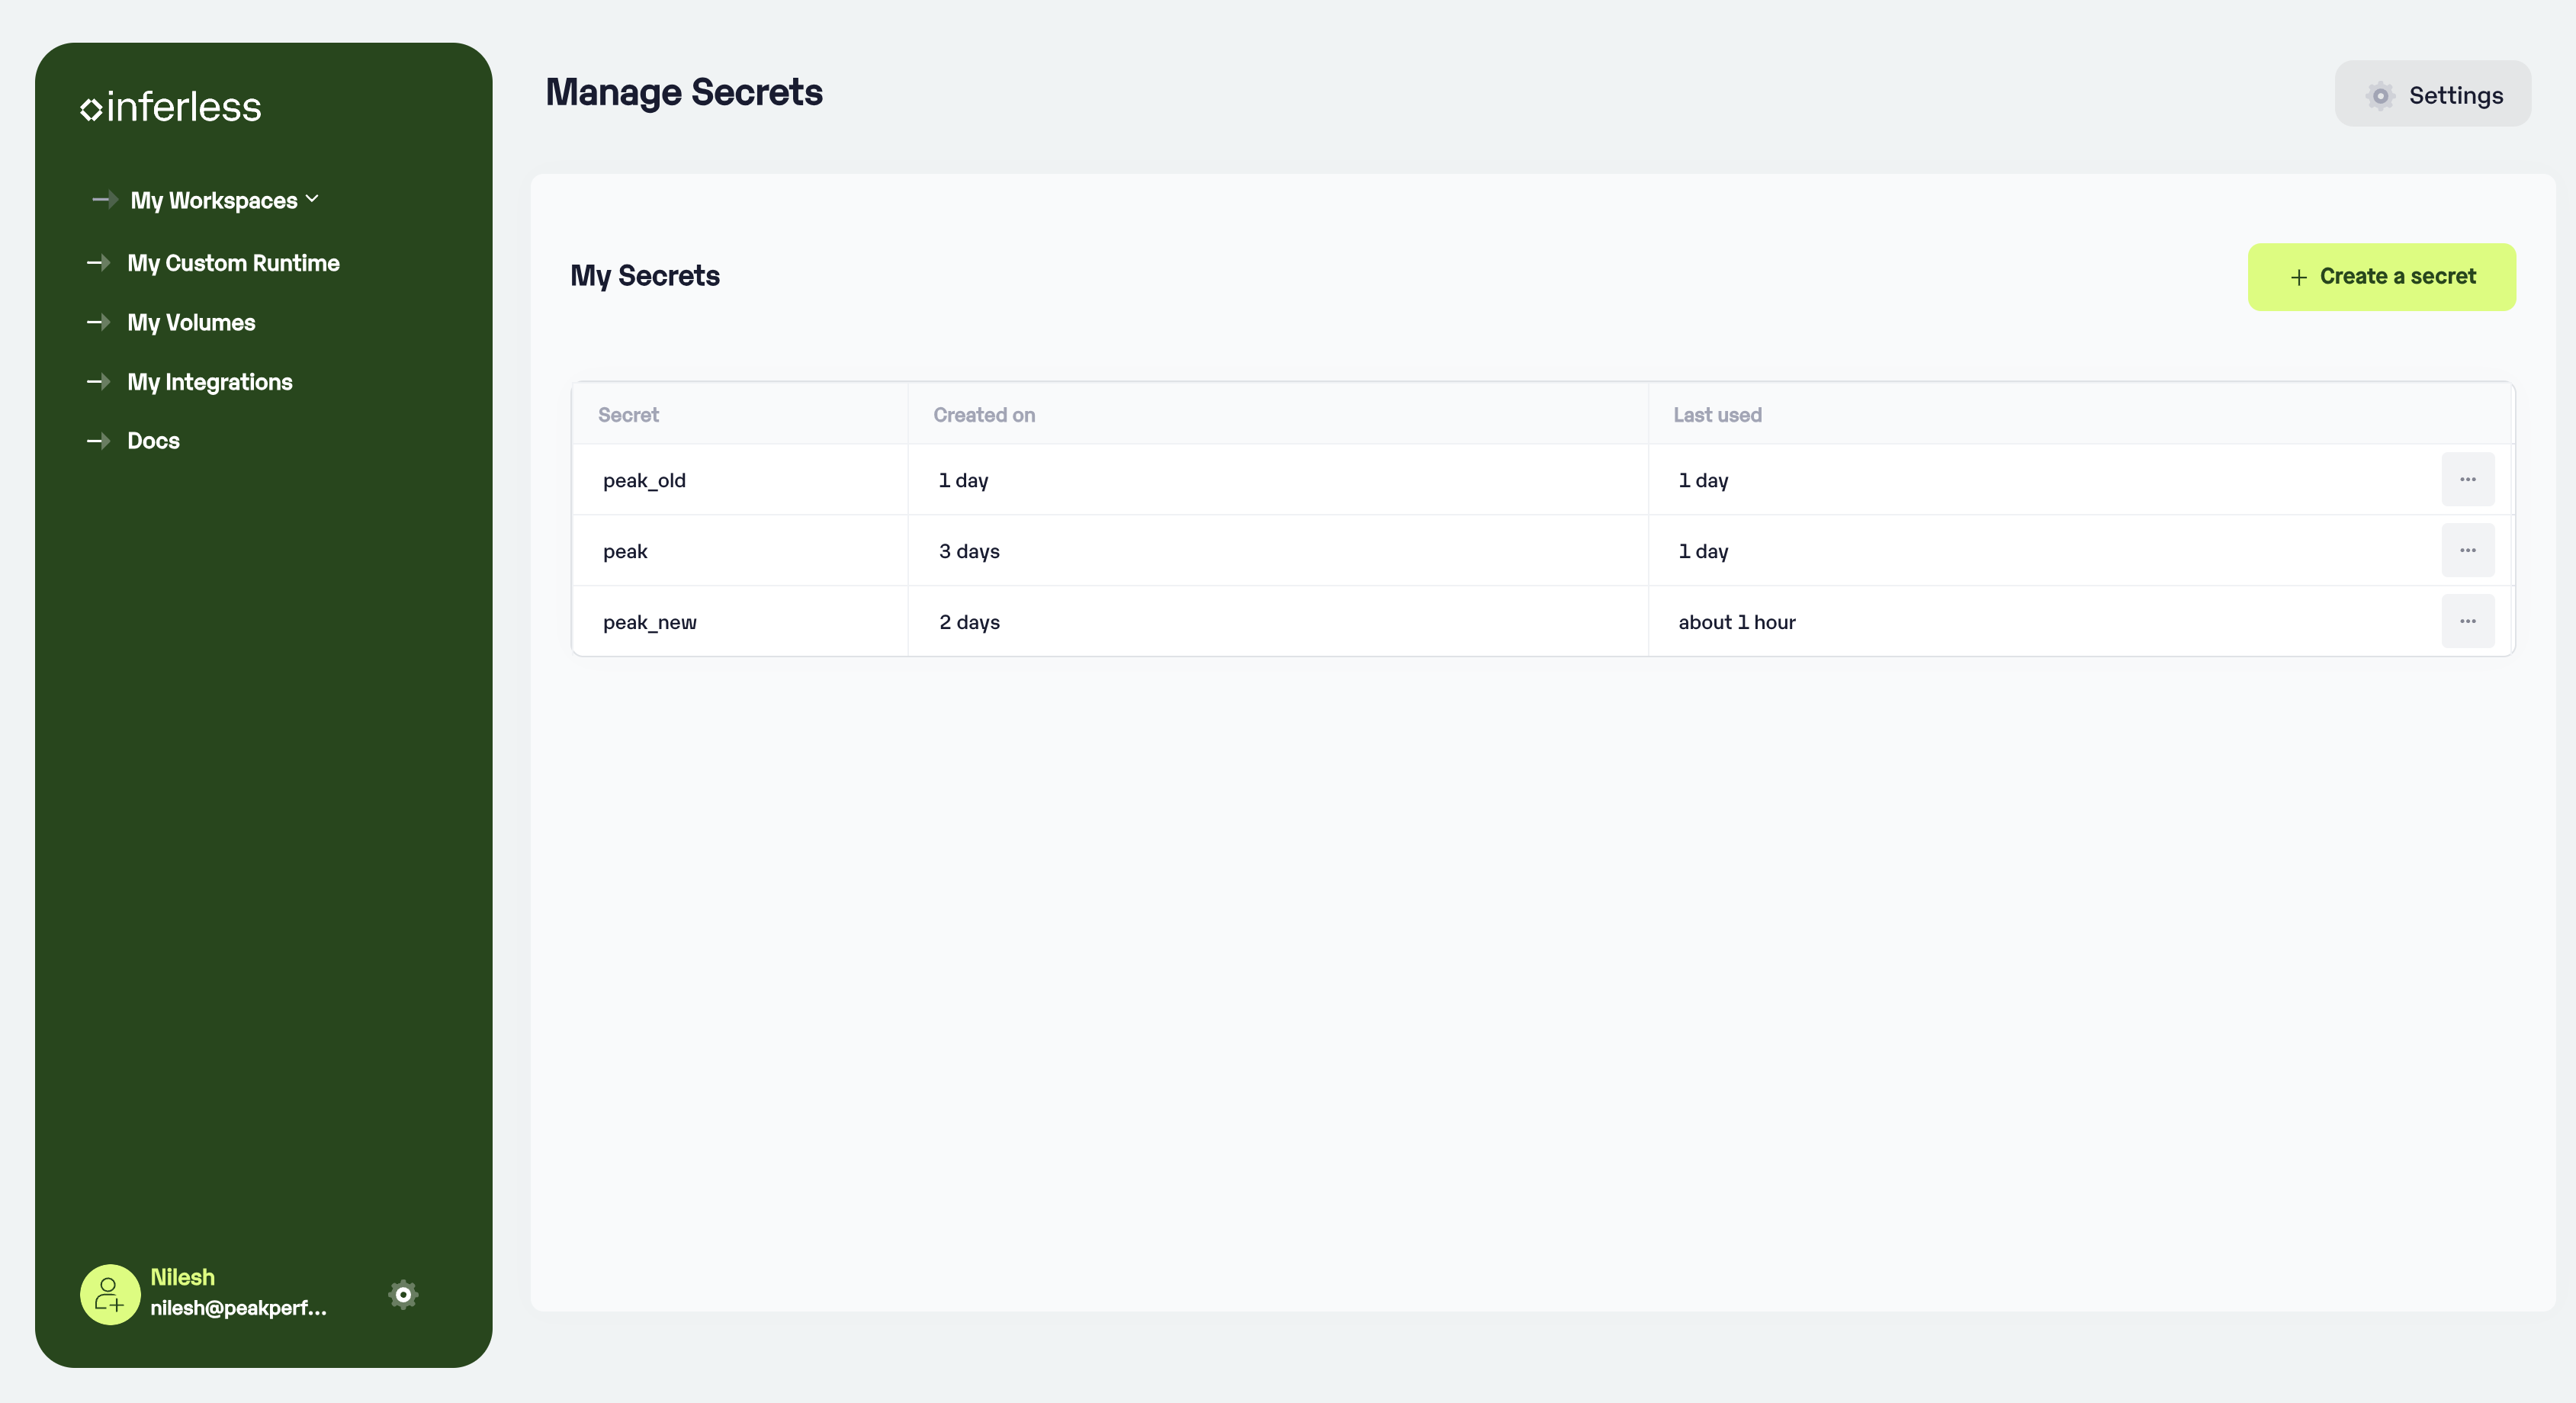 inferless
My Workspaces
My Custom Runtime
My Volumes
My Integrations
Docs
Nilesh
nilesh@peakperf...
Manage Secrets
Settings
My Secrets
+ Create a secret
Secret Created on Last used
peak_old 1 day 1 day ...
peak 3 days 1 day ...
peak_new 2 days about 1 hour ...